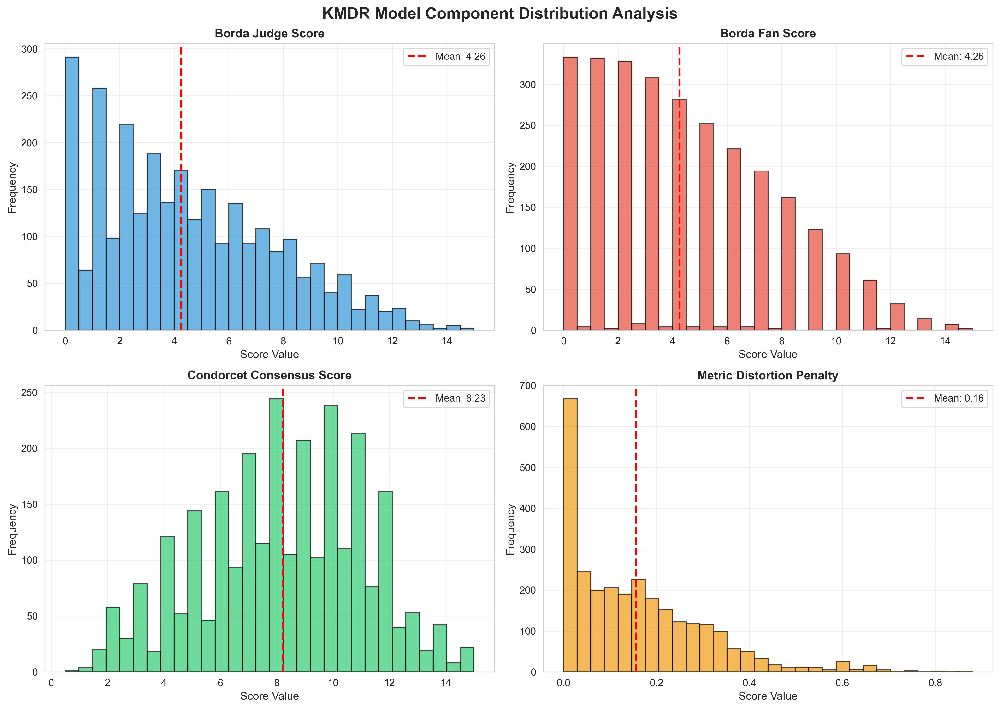 KMDR Model Component Distribution Analysis
Borda Judge Score
Mean: 4.26
Frequency
300
250
200
150
100
50
0
0 2 4 6 8 10 12 14
Score Value
Borda Fan Score
Mean: 4.26
Frequency
300
250
200
150
100
50
0
0 2 4 6 8 10 12 14
Score Value
Condorcet Consensus Score
Mean: 8.23
Frequency
250
200
150
100
50
0
0 2 4 6 8 10 12 14
Score Value
Metric Distortion Penalty
Mean: 0.16
Frequency
700
600
500
400
300
200
100
0
0.0 0.2 0.4 0.6 0.8
Score Value